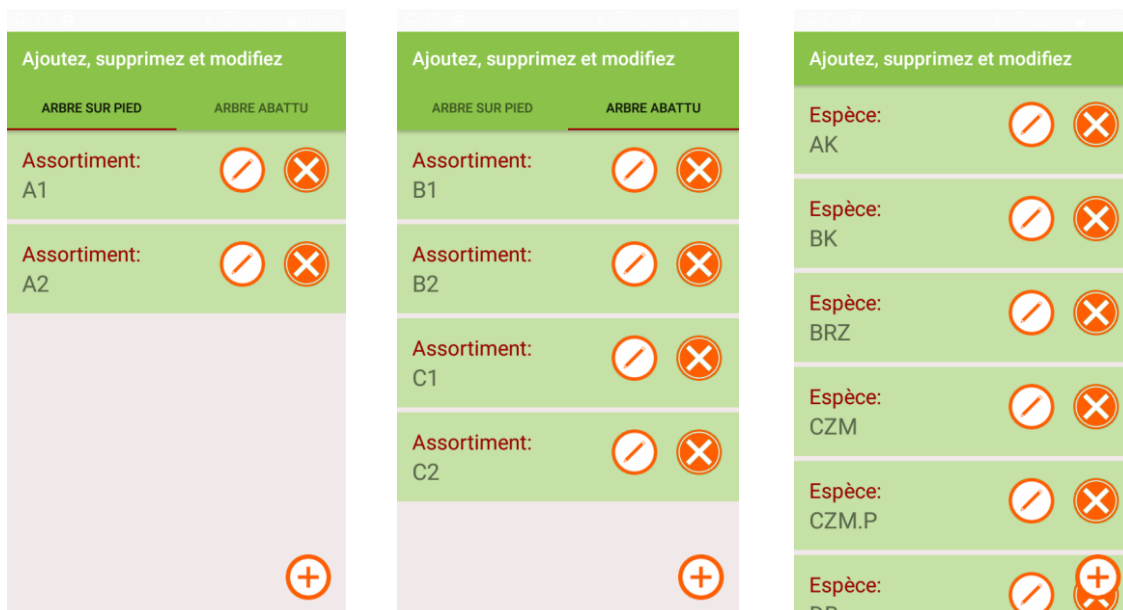 Ajoutez, supprimez et modifiez
ARBRE SUR PIED ARBRE ABATTU
Assortiment:
A1
Assortiment:
A2
Ajoutez, supprimez et modifiez
ARBRE SUR PIED ARBRE ABATTU
Assortiment:
B1
Assortiment:
B2
Assortiment:
C1
Assortiment:
C2
Ajoutez, supprimez et modifiez
Espèce:
AK
Espèce:
BK
Espèce:
BRZ
Espèce:
CZM
Espèce:
CZM.P
Espèce: